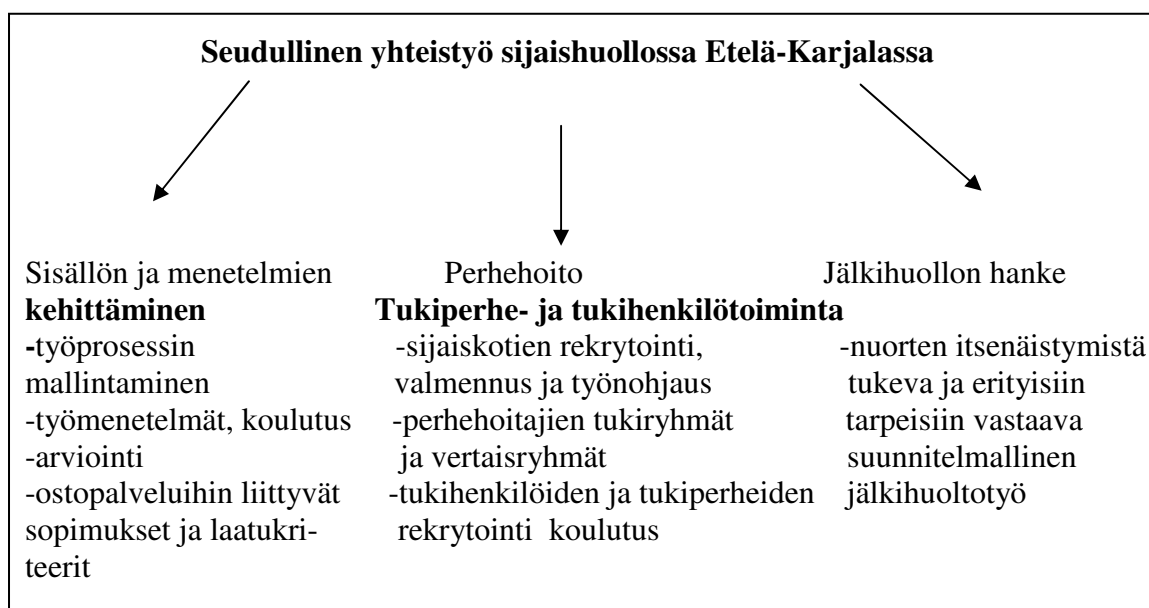 Seudullinen yhteistyö sijaishuollossa Etelä-Karjalassa
Sisällön ja menetelmien
kehittäminen
-työprosessin
mallintaminen
-työmenetelmät, koulutus
-arviointi
-ostopalveluihin liittyvät
sopimukset ja laatukri-
teerit
Perhehoito
Tukiperhe- ja tukihenkilötoiminta
-sijaiskotien rekrytointi,
valmennus ja työnohjaus
-perhehoitajien tukiryhmät
ja vertaisryhmät
-tukihenkilöiden ja tukiperheiden
rekrytointi koulutus
Jälkihuollon hanke
-nuorten itsenäistymistä
tukeva ja erityisiin
tarpeisiin vastaava
suunnitelmallinen
jälkihuoltotyö